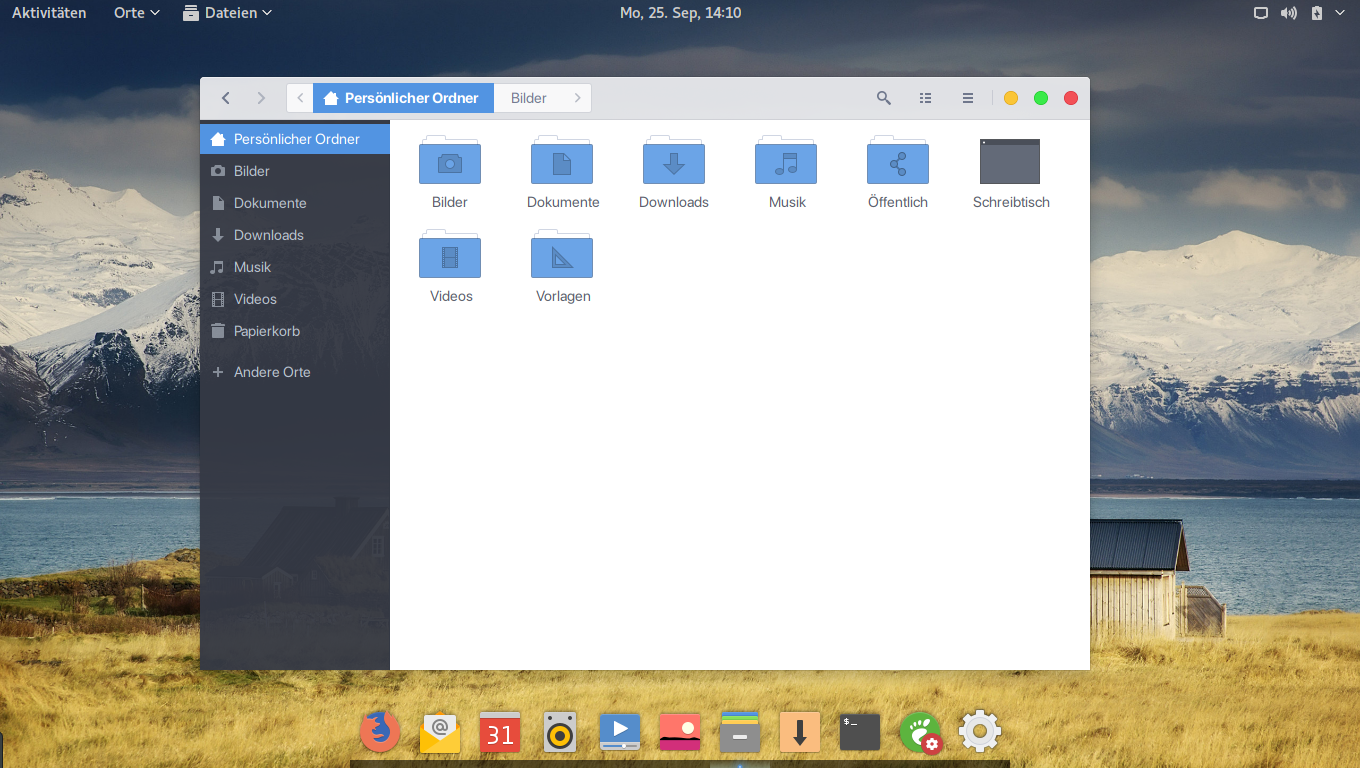 Aktivitäten Orte Dateien Mo, 25. Sep, 14:10
Persönlicher Ordner Bilder
Persönlicher Ordner
Bilder
Dokumente
Downloads
Musik
Videos
Papierkorb
Andere Orte
Bilder Dokumente Downloads Musik Öffentlich Schreibtisch
Videos Vorlagen
@ 31 $_